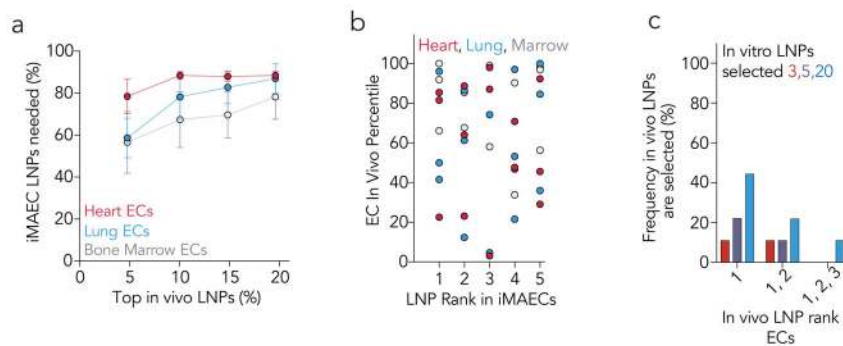 a
iMAEC LNPs needed (%)
100
80
60
40
20
0
Heart ECs
Lung ECs
Bone Marrow ECs
0 5 10 15 20
Top in vivo LNPs (%)
b
Heart, Lung, Marrow
EC In Vivo Percentile
100
80
60
40
20
0
1 2 3 4 5
LNP Rank in iMAECs
c
In vitro LNPs
selected 3,5,20
Frequency in vivo LNPs
are selected (%)
100
80
60
40
20
0
1
1, 2
1, 2, 3
In vivo LNP rank
ECs